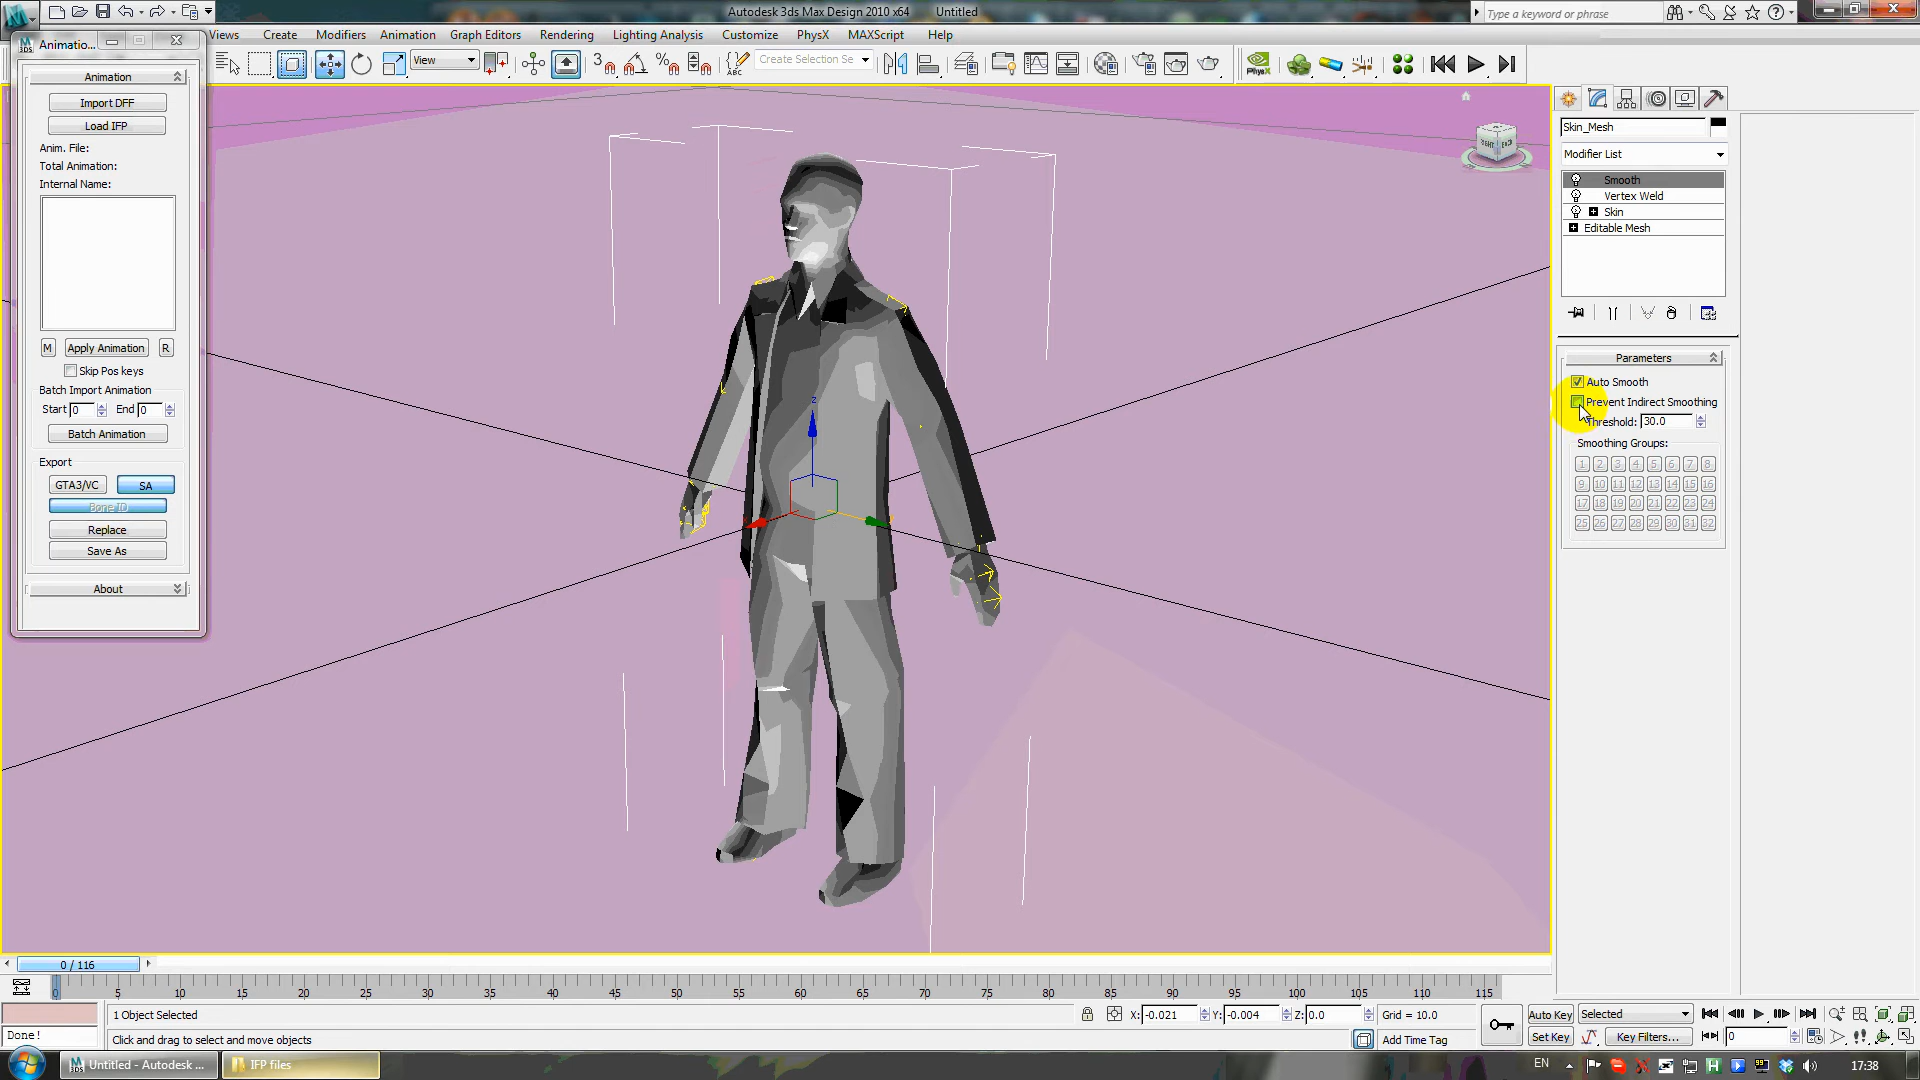 Autodesk 3ds Max Design 2010 x64 Untitled
Type a keyword or phrase
Animatio...
Views Create Modifiers Animation Graph Editors Rendering Lighting Analysis Customize PhysX MAXScript Help
View
3
Create Selection Se
PhysX
Animation
Import DFF
Load IFP
Anim. File:
Total Animation:
Internal Name:
M Apply Animation R
Skip Pos keys
Batch Import Animation
Start 0 End 0
Batch Animation
Export
GTA3/VC SA
Bone ID
Replace
Save As
About
z
RIGHT
Skin_Mesh
Modifier List
Smooth
Vertex Weld
Skin
Editable Mesh
Parameters
Auto Smooth
Prevent Indirect Smoothing
Threshold: 30.0
Smoothing Groups:
1 2 3 4 5 6 7 8
9 10 11 12 13 14 15 16
17 18 19 20 21 22 23 24
25 26 27 28 29 30 31 32
0 / 116
0 5 10 15 20 25 30 35 40 45 50 55 60 65 70 75 80 85 90 95 100 105 110 115
1 Object Selected
X: -0.021 Y: -0.004 Z: 0.0 Grid = 10.0
Auto Key Selected
Done!
Click and drag to select and move objects
Add Time Tag
Set Key Key Filters... 0
Untitled - Autodesk ...
IFP files
EN
17:38